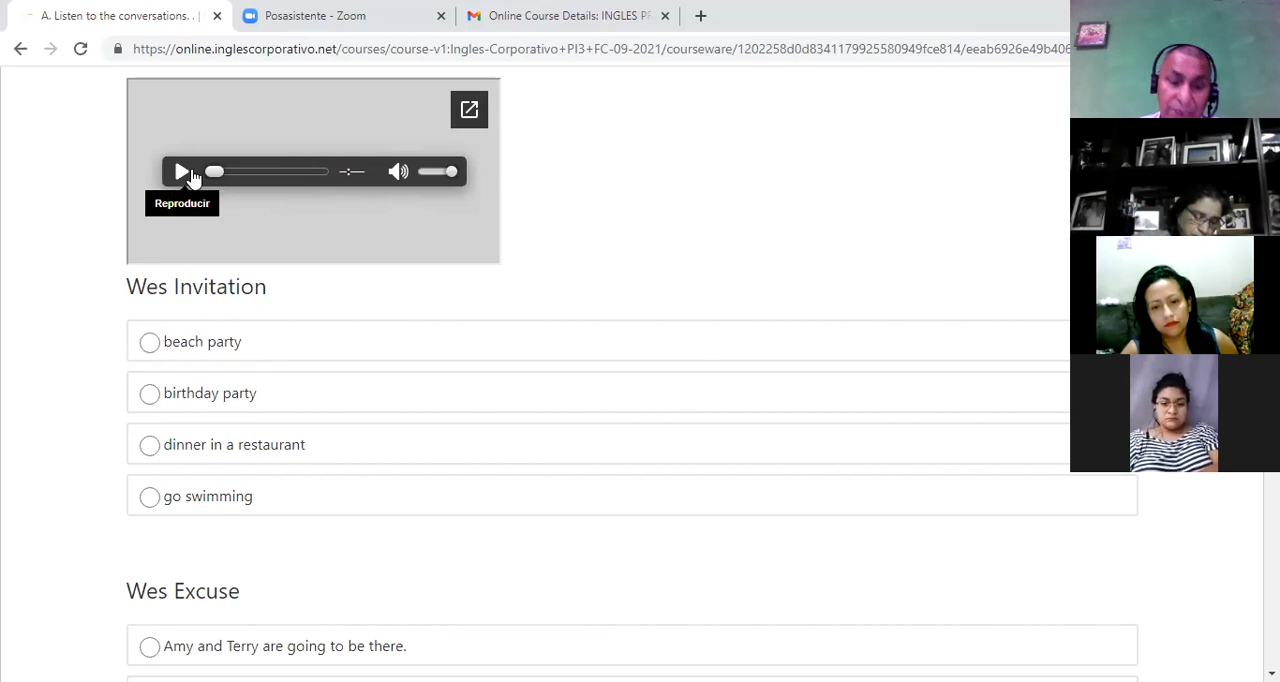 A. Listen to the conversations. . |
Posasistente - Zoom
Online Course Details: INGLES P
https://online.inglescorporativo.net/courses/course-v1:Ingles-Corporativo+PI3+FC-09-2021/courseware/1202258d0d8341179925580949fce814/eeab6926e49b406
-:--
Reproducir
Wes Invitation
beach party
birthday party
dinner in a restaurant
go swimming
Wes Excuse
Amy and Terry are going to be there.